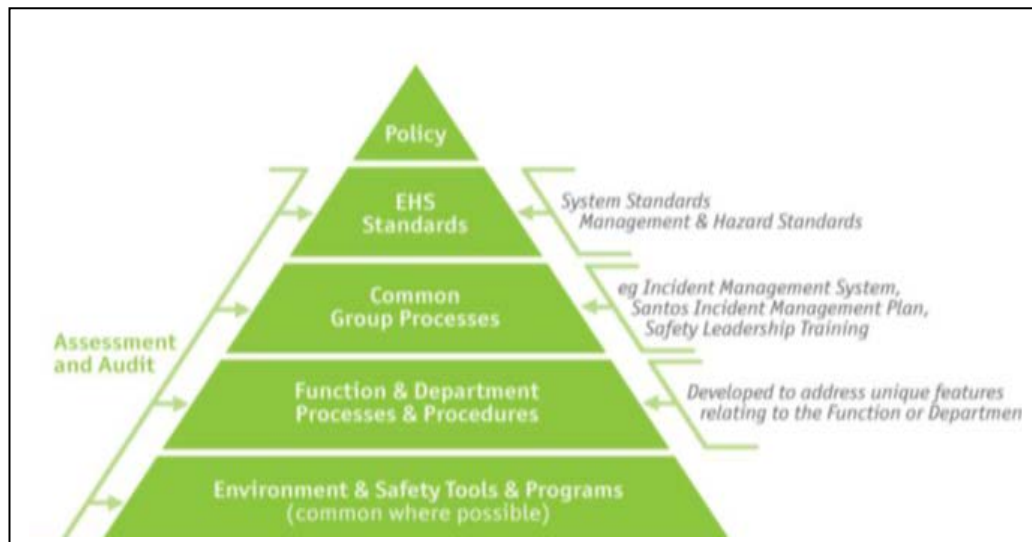 Policy
EHS
Standards
System Standards
Management & Hazard Standards
Common
Group Processes
eg Incident Management System,
Santos Incident Management Plan,
Safety Leadership Training
Assessment
and Audit
Function & Department
Processes & Procedures
Developed to address unique features
relating to the Function or Departmen
Environment & Safety Tools & Programs
(common where possible)